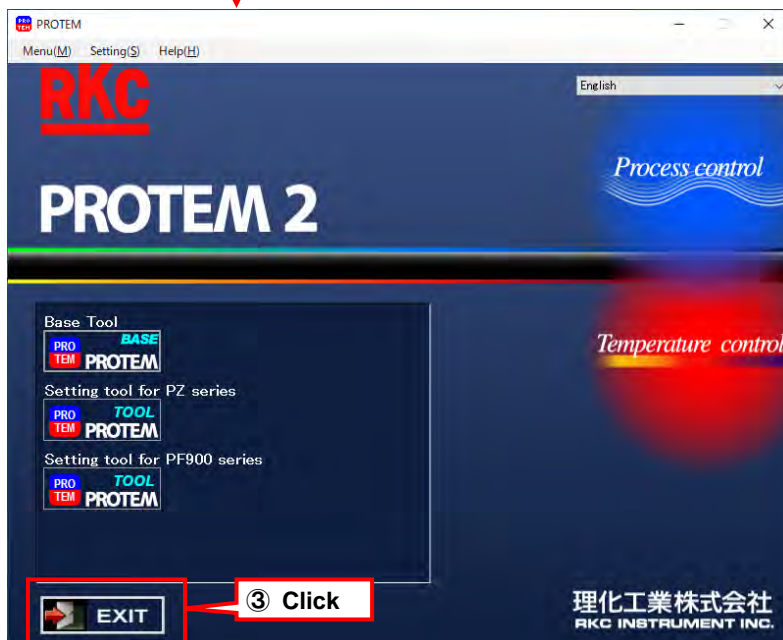 PROTEM
Menu(M) Setting(S) Help(H)
RKC
English
Process control
PROTEM 2
Temperature control
Base Tool
PRO TEM BASE PROTEM
Setting tool for PZ series
PRO TEM TOOL PROTEM
Setting tool for PF900 series
PRO TEM TOOL PROTEM
EXIT
③ Click
理化工業株式会社
RKC INSTRUMENT INC.